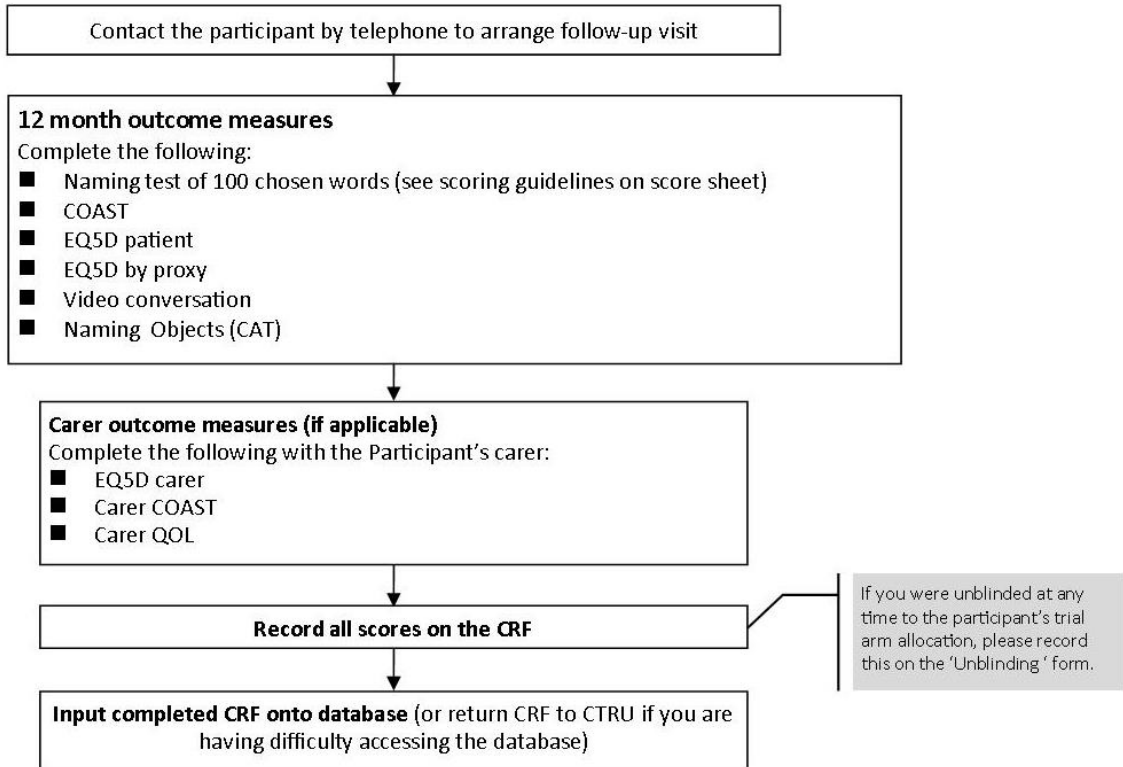 Contact the participant by telephone to arrange follow-up visit
12 month outcome measures
Complete the following:
■ Naming test of 100 chosen words (see scoring guidelines on score sheet)
■ COAST
■ EQ5D patient
■ EQ5D by proxy
■ Video conversation
■ Naming Objects (CAT)
Carer outcome measures (if applicable)
Complete the following with the Participant's carer:
■ EQ5D carer
■ Carer COAST
■ Carer QOL
Record all scores on the CRF
If you were unblinded at any
time to the participant's trial
arm allocation, please record
this on the 'Unblinding ' form.
Input completed CRF onto database (or return CRF to CTRU if you are
having difficulty accessing the database)